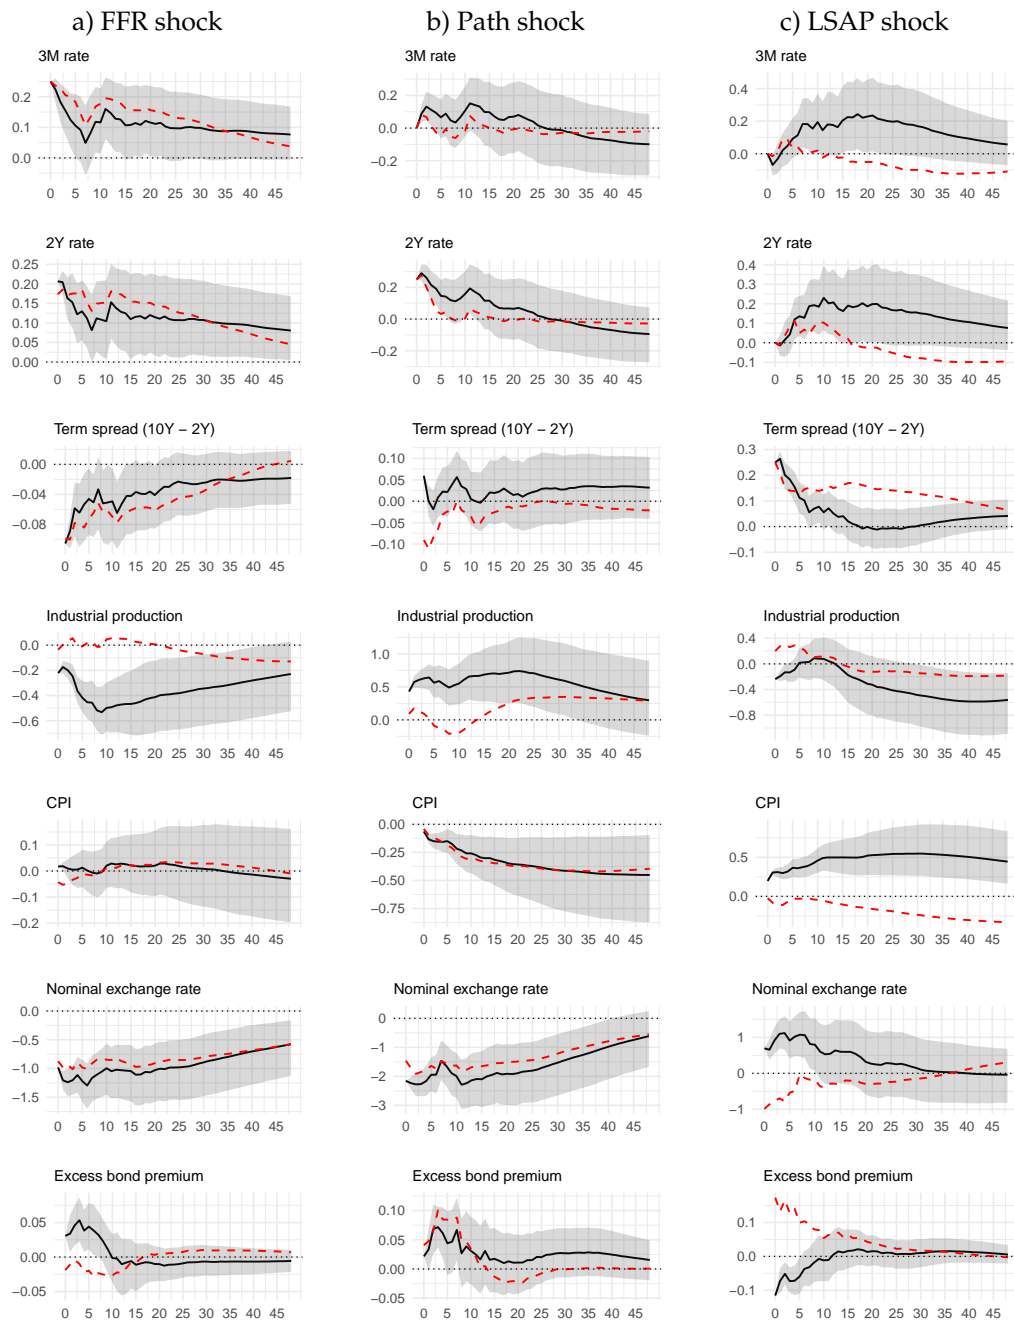 a) FFR shock
b) Path shock
c) LSAP shock
3M rate
0.2
0.1
0.0
0 5 10 15 20 25 30 35 40 45
3M rate
0.2
0.0
−0.2
0 5 10 15 20 25 30 35 40 45
3M rate
0.4
0.2
0.0
0 5 10 15 20 25 30 35 40 45
2Y rate
0.25
0.20
0.15
0.10
0.05
0.00
0 5 10 15 20 25 30 35 40 45
2Y rate
0.2
0.0
−0.2
0 5 10 15 20 25 30 35 40 45
2Y rate
0.4
0.3
0.2
0.1
0.0
−0.1
0 5 10 15 20 25 30 35 40 45
Term spread (10Y − 2Y)
0.00
−0.04
−0.08
0 5 10 15 20 25 30 35 40 45
Term spread (10Y − 2Y)
0.10
0.05
0.00
−0.05
−0.10
0 5 10 15 20 25 30 35 40 45
Term spread (10Y − 2Y)
0.3
0.2
0.1
0.0
−0.1
0 5 10 15 20 25 30 35 40 45
Industrial production
0.0
−0.2
−0.4
−0.6
0 5 10 15 20 25 30 35 40 45
Industrial production
1.0
0.5
0.0
0 5 10 15 20 25 30 35 40 45
Industrial production
0.4
0.0
−0.4
−0.8
0 5 10 15 20 25 30 35 40 45
CPI
0.1
0.0
−0.1
−0.2
0 5 10 15 20 25 30 35 40 45
CPI
0.00
−0.25
−0.50
−0.75
0 5 10 15 20 25 30 35 40 45
CPI
0.5
0.0
0 5 10 15 20 25 30 35 40 45
Nominal exchange rate
0.0
−0.5
−1.0
−1.5
0 5 10 15 20 25 30 35 40 45
Nominal exchange rate
0
−1
−2
−3
0 5 10 15 20 25 30 35 40 45
Nominal exchange rate
1
0
−1
0 5 10 15 20 25 30 35 40 45
Excess bond premium
0.05
0.00
−0.05
0 5 10 15 20 25 30 35 40 45
Excess bond premium
0.10
0.05
0.00
−0.05
0 5 10 15 20 25 30 35 40 45
Excess bond premium
0.1
0.0
−0.1
0 5 10 15 20 25 30 35 40 45